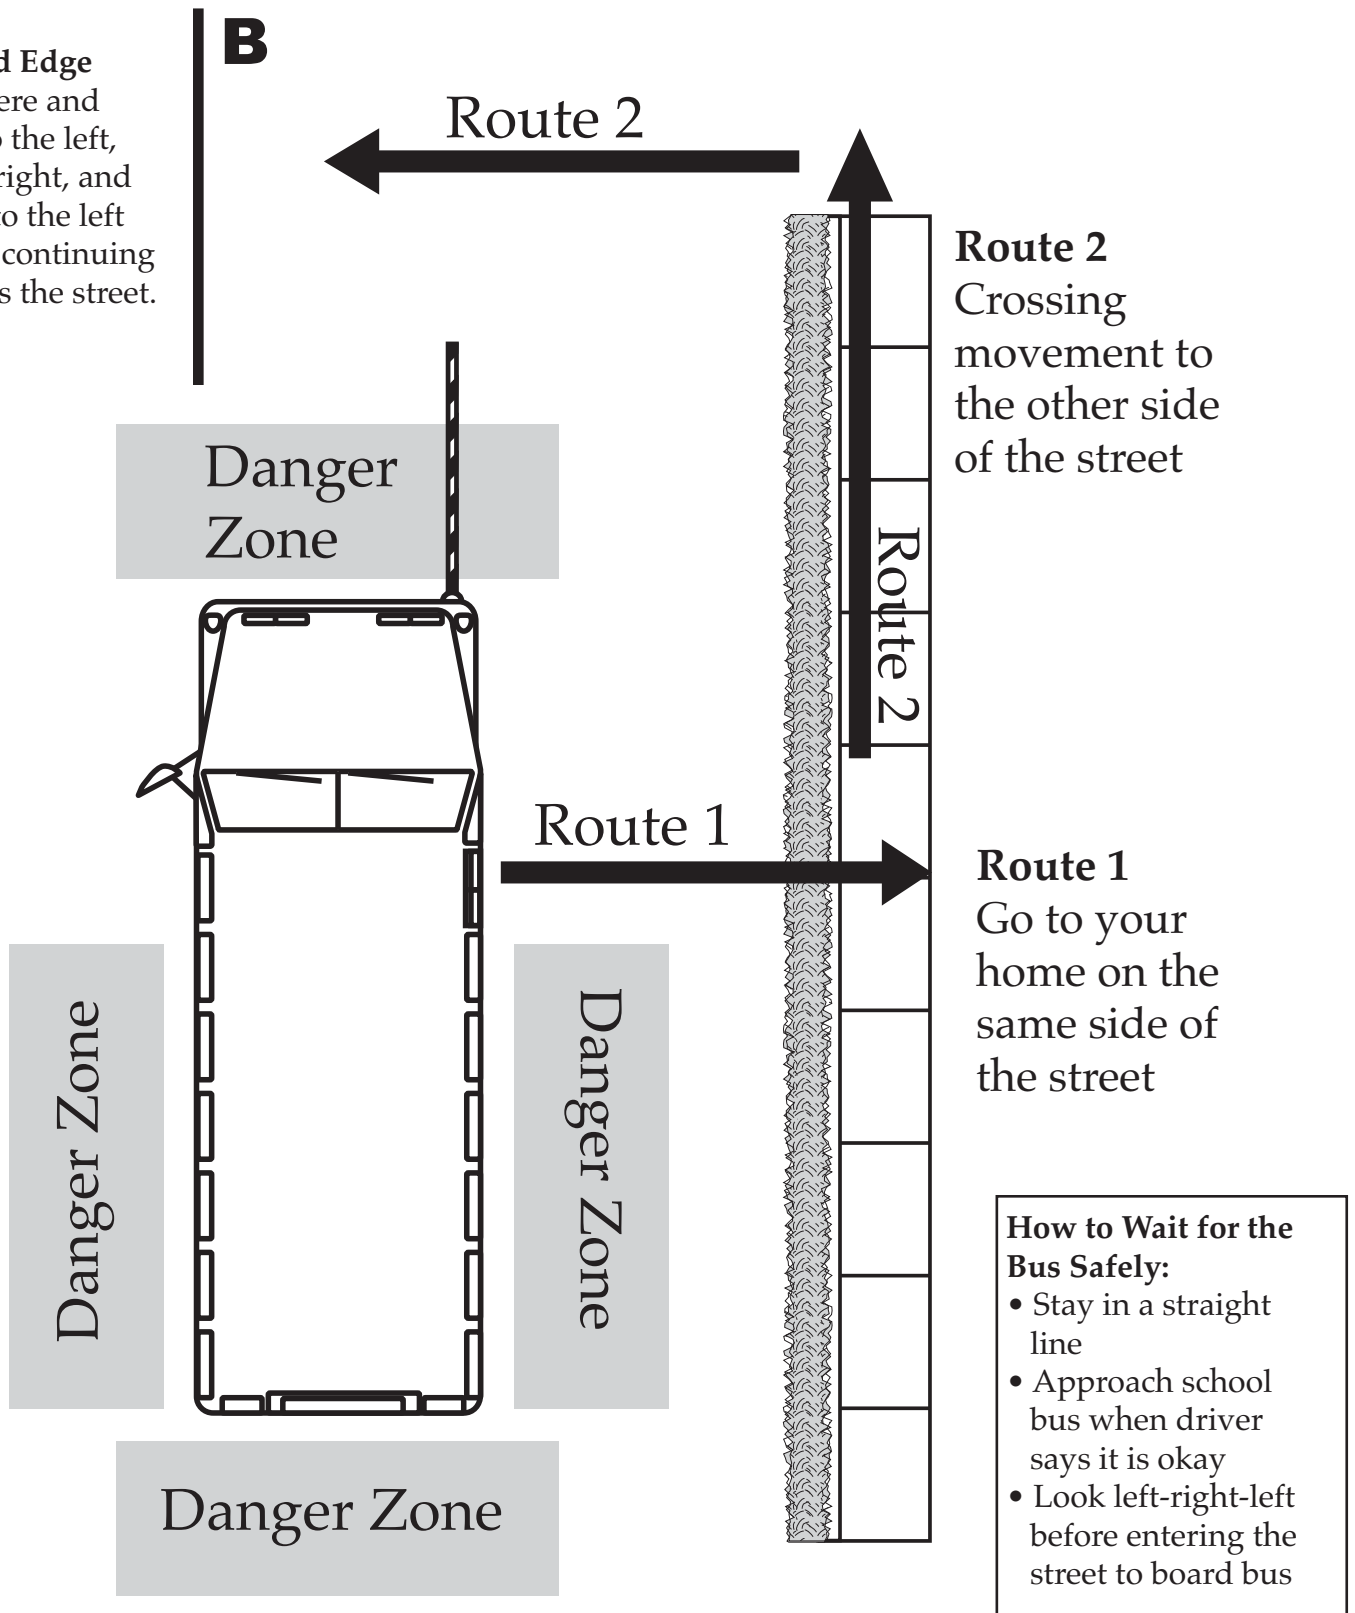 B
d Edge
ere and
o the left,
right, and
to the left
continuing
s the street.
Route 2
Route 2
Crossing
movement to
the other side
of the street
Danger
Zone
Route 2
Route 1
Route 1
Go to your
home on the
same side of
the street
Danger Zone
Danger Zone
How to Wait for the
Bus Safely:
• Stay in a straight
line
• Approach school
bus when driver
says it is okay
• Look left-right-left
before entering the
street to board bus
Danger Zone